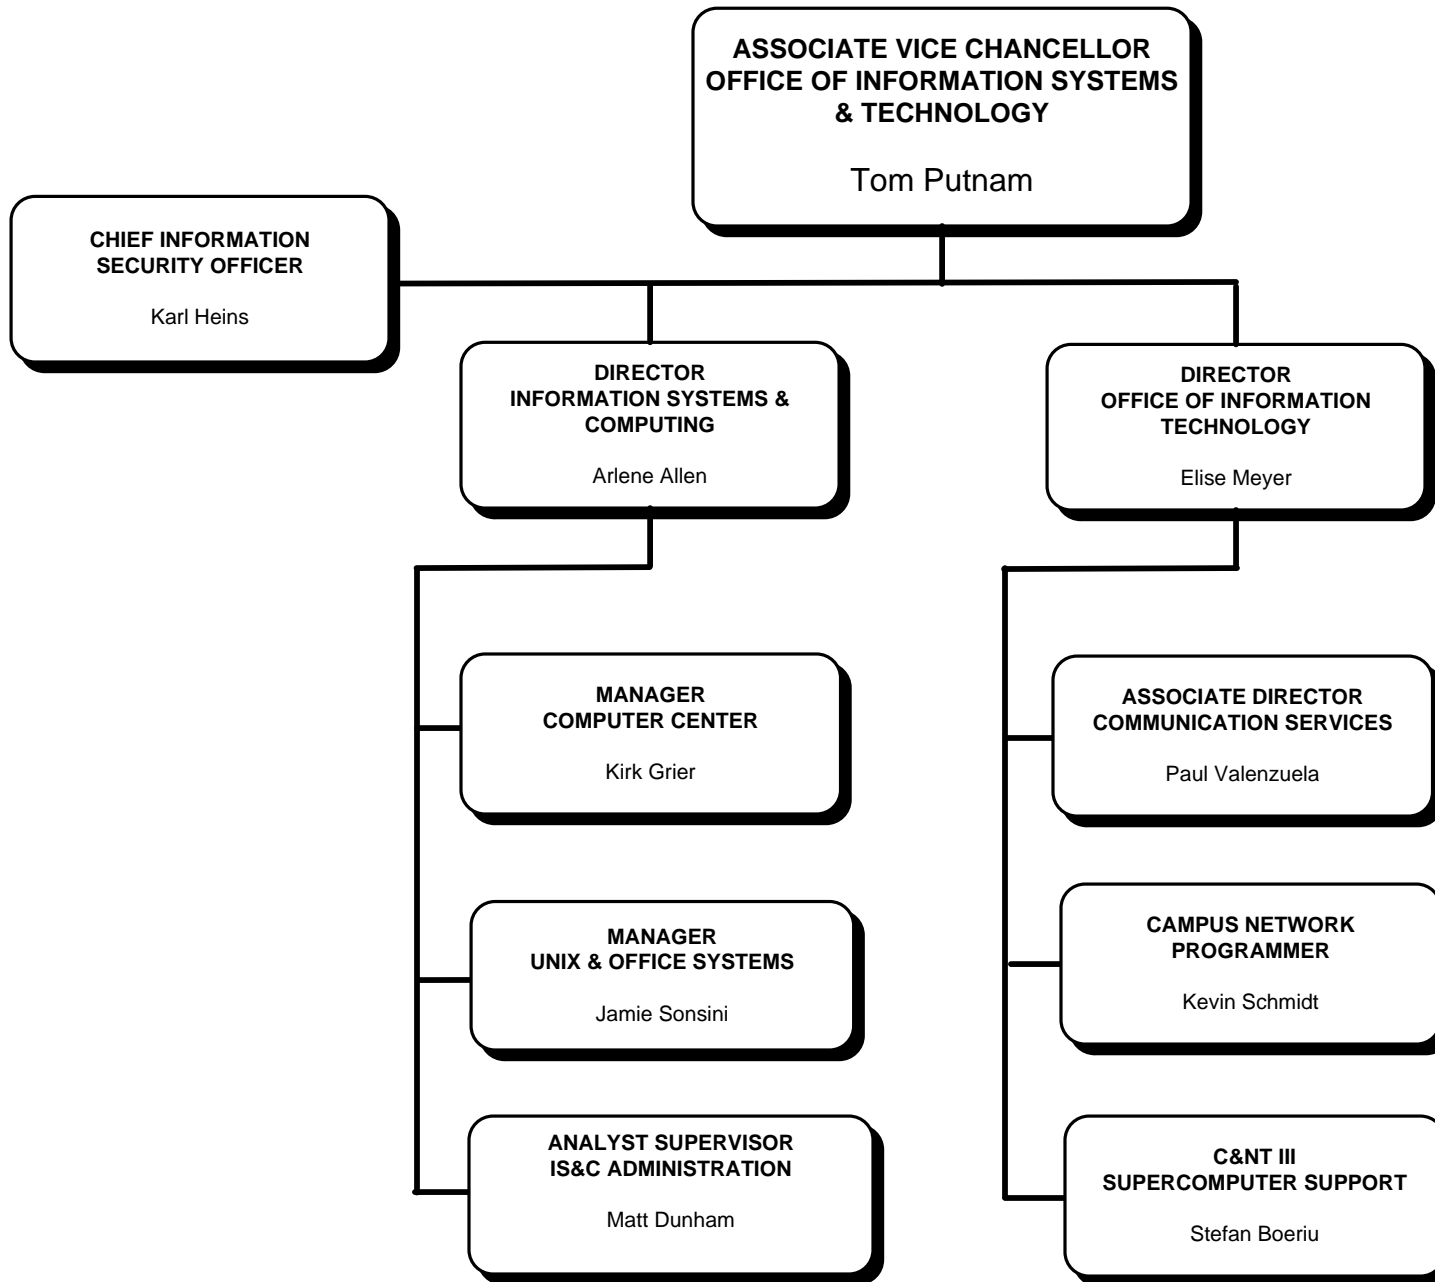 ASSOCIATE VICE CHANCELLOR
OFFICE OF INFORMATION SYSTEMS
& TECHNOLOGY
Tom Putnam
CHIEF INFORMATION
SECURITY OFFICER
Karl Heins
DIRECTOR
INFORMATION SYSTEMS &
COMPUTING
Arlene Allen
DIRECTOR
OFFICE OF INFORMATION
TECHNOLOGY
Elise Meyer
MANAGER
COMPUTER CENTER
Kirk Grier
ASSOCIATE DIRECTOR
COMMUNICATION SERVICES
Paul Valenzuela
MANAGER
UNIX & OFFICE SYSTEMS
Jamie Sonsini
CAMPUS NETWORK
PROGRAMMER
Kevin Schmidt
ANALYST SUPERVISOR
IS&C ADMINISTRATION
Matt Dunham
C&NT III
SUPERCOMPUTER SUPPORT
Stefan Boeriu